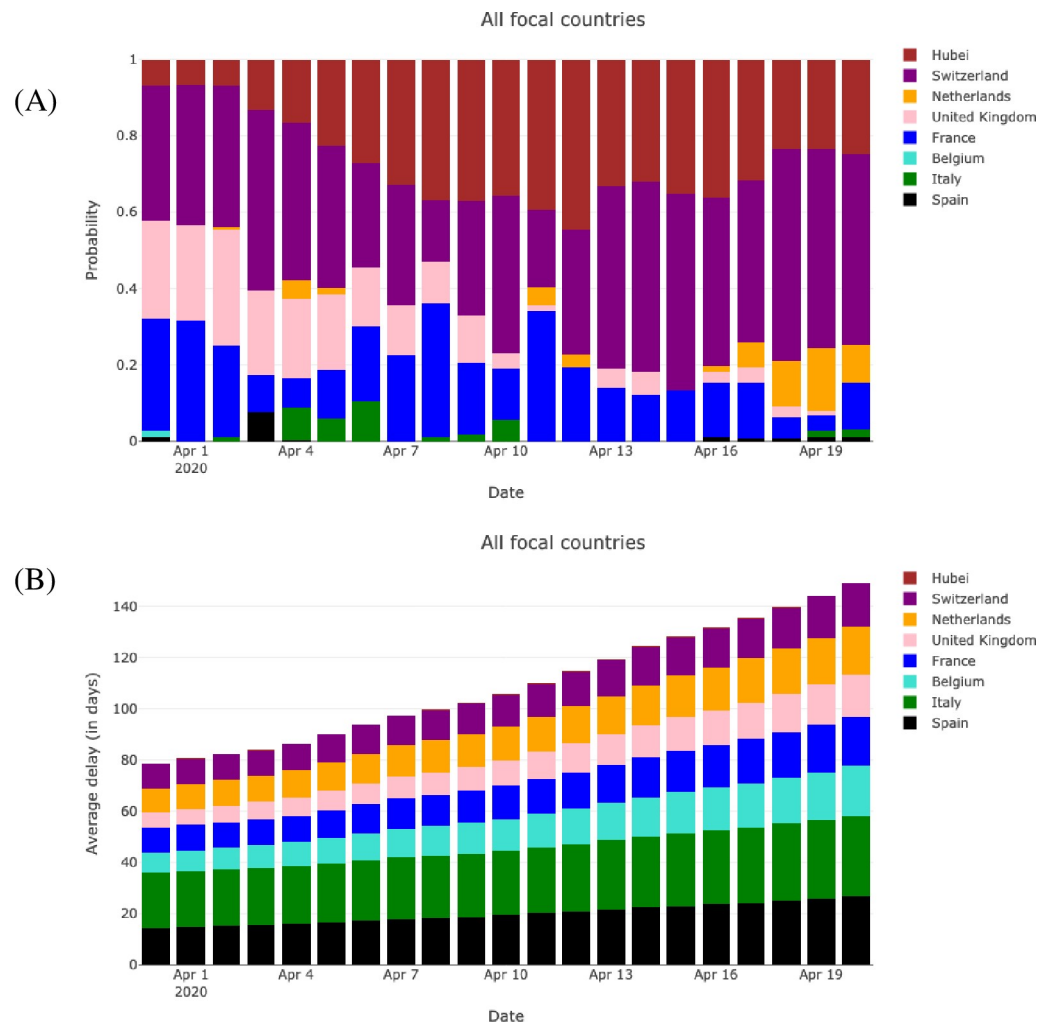 (A)
All focal countries
Probability
1
0.8
0.6
0.4
0.2
0
Apr 1
2020
Apr 4
Apr 7
Apr 10
Apr 13
Apr 16
Apr 19
Date
Hubei
Switzerland
Netherlands
United Kingdom
France
Belgium
Italy
Spain
(B)
All focal countries
Average delay (in days)
140
120
100
80
60
40
20
0
Apr 1
2020
Apr 4
Apr 7
Apr 10
Apr 13
Apr 16
Apr 19
Date
Hubei
Switzerland
Netherlands
United Kingdom
France
Belgium
Italy
Spain